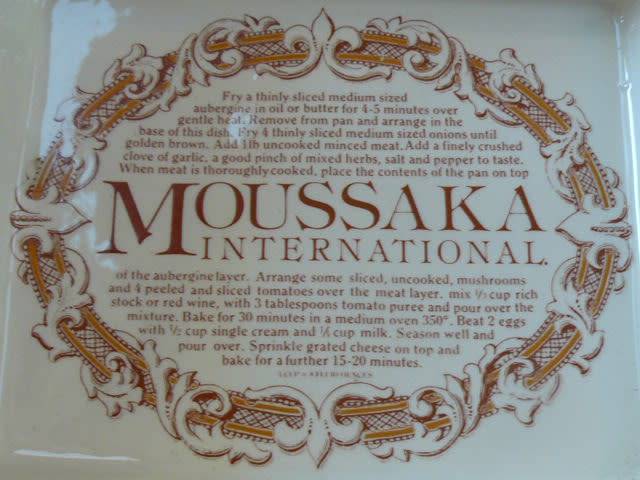 Fry a thinly sliced medium sized
aubergine in oil or butter for 4-5 minutes over
gentle heat. Remove from pan and arrange in the
base of this dish. Fry 4 thinly sliced medium sized onions until
golden brown. Add 1lb uncooked minced meat. Add a finely crushed
clove of garlic, a good pinch of mixed herbs, salt and pepper to taste.
When meat is thoroughly cooked, place the contents of the pan on top
MOUSSAKA
INTERNATIONAL.
of the aubergine layer. Arrange some sliced, uncooked, mushrooms
and 4 peeled and sliced tomatoes over the meat layer. mix ⅓ cup rich
stock or red wine, with 3 tablespoons tomato puree and pour over the
mixture. Bake for 30 minutes in a medium oven 350°. Beat 2 eggs
with ½ cup single cream and ¼ cup milk. Season well and
pour over. Sprinkle grated cheese on top and
bake for a further 15-20 minutes.
1 CUP = 8 FLUID OUNCES